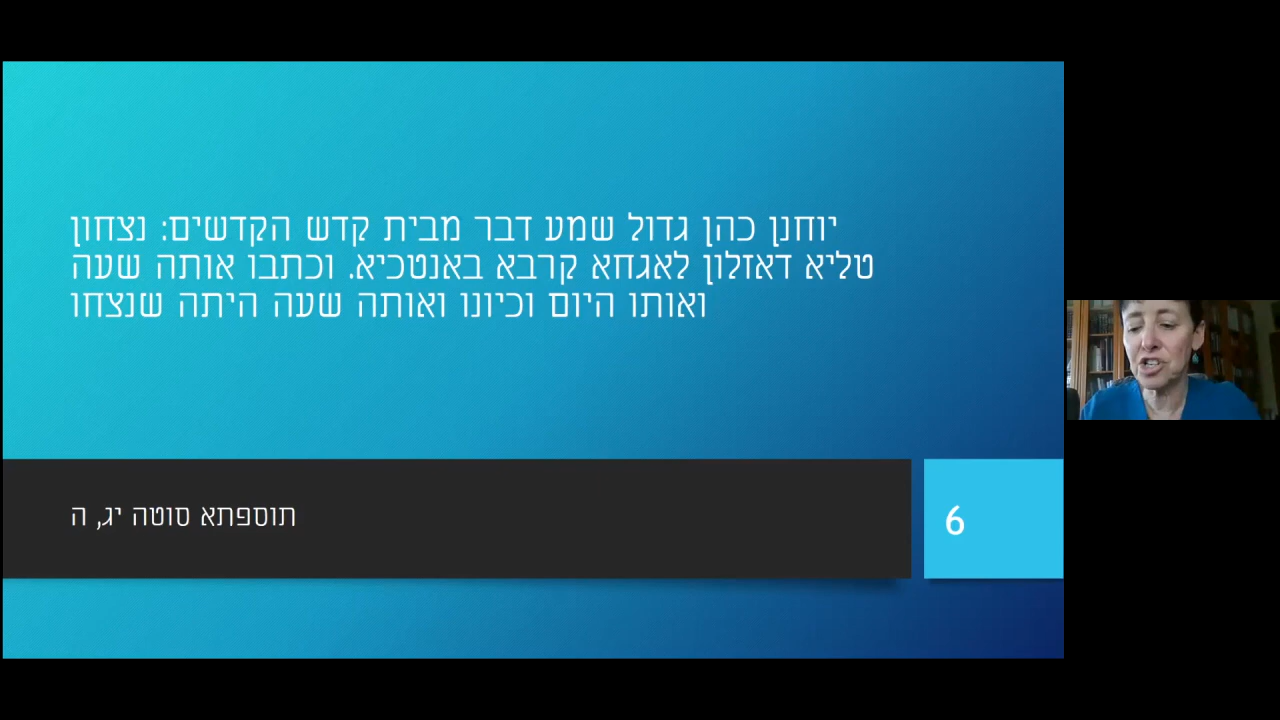 יוחנן כהן גדול שמע דבר מבית קדש הקדשים: נצחון
טליא דאזלון לאגחא קרבא באנטכיא. וכתבו אותה שעה
ואותו היום וכיונו ואותה שעה היתה שנצחו
תוספתא סוטה יג, ה
6